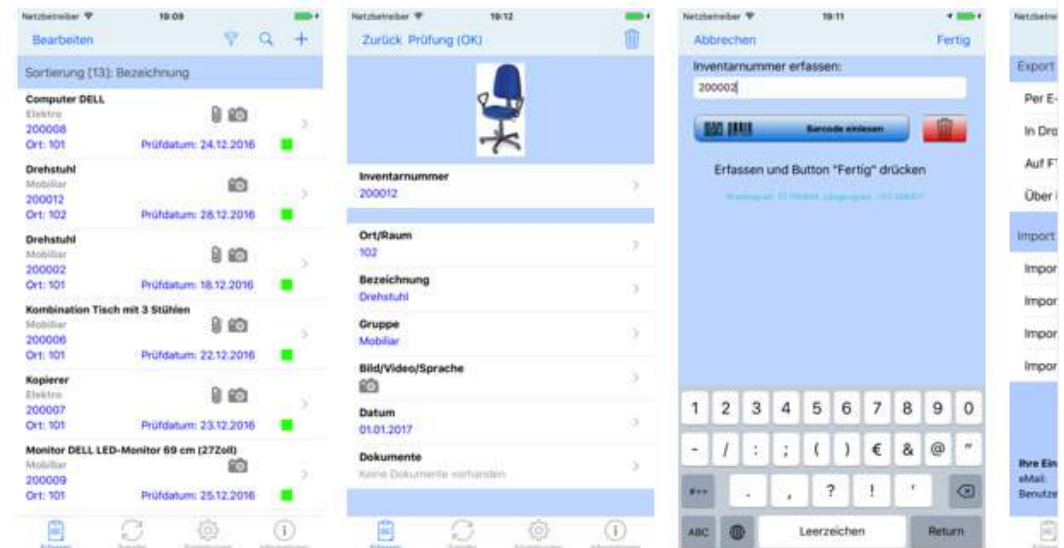 Netzbetreiber 19:09
Bearbeiten
Sortierung [13]: Bezeichnung
Computer DELL
Elektro
200008
Ort: 101 Prüfdatum: 24.12.2016
Drehstuhl
Mobiliar
200012
Ort: 102 Prüfdatum: 28.12.2016
Drehstuhl
Mobiliar
200002
Ort: 101 Prüfdatum: 18.12.2016
Kombination Tisch mit 3 Stühlen
Mobiliar
200006
Ort: 101 Prüfdatum: 22.12.2016
Kopierer
Elektro
200007
Ort: 101 Prüfdatum: 23.12.2016
Monitor DELL LED-Monitor 69 cm (27Zoll)
Mobiliar
200009
Ort: 101 Prüfdatum: 25.12.2016
Netzbetreiber 19:12
Zurück Prüfung (OK)
Inventarnummer
200012
Ort/Raum
102
Bezeichnung
Drehstuhl
Gruppe
Mobiliar
Bild/Video/Sprache
Datum
01.01.2017
Dokumente
Keine Dokumente vorhanden
Netzbetreiber 19:11
Abbrechen Fertig
Inventarnummer erfassen:
200002
Barcode einlesen
Erfassen und Button "Fertig" drücken
1 2 3 4 5 6 7 8 9 0
- / : ; ( ) € & @ "
#+= . , ? ! '
ABC Leerzeichen Return
Netzbetrei
Export
Per E-
In Dro
Auf FT
Über
Import
Impor
Impor
Impor
Impor
Ihre Ein
eMail:
Benutze